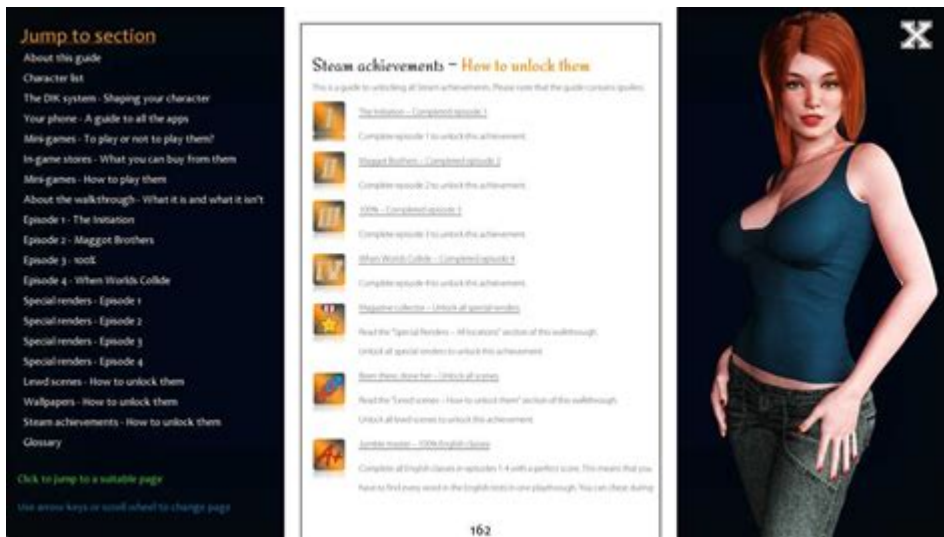 Jump to section
About this guide
Character list
The DIK system - Shaping your character
Your phone - A guide to all the apps
Mini-games - To play or not to play them?
In-game stores - What you can buy from them
Mini-games - How to play them
About the walkthrough - What it is and what it isn't
Episode 1 - The Initiation
Episode 2 - Maggot Brothers
Episode 3 - 100%
Episode 4 - When Worlds Collide
Special renders - Episode 1
Special renders - Episode 2
Special renders - Episode 3
Special renders - Episode 4
Lewd scenes - How to unlock them
Wallpapers - How to unlock them
Steam achievements - How to unlock them
Glossary
Click to jump to a suitable page
Use arrow keys or scroll wheel to change page
Steam achievements – How to unlock them
This is a guide to unlocking all Steam achievements. Please note that the guide contains spoilers.
I
The Initiation – Completed episode 1
Complete episode 1 to unlock this achievement.
II
Maggot Brothers – Completed episode 2
Complete episode 2 to unlock this achievement.
III
100% – Completed episode 3
Complete episode 3 to unlock this achievement.
IV
When Worlds Collide – Completed episode 4
Complete episode 4 to unlock this achievement.
Magazine collector – Unlock all special renders
Read the "Special Renders – All locations" section of this walkthrough.
Unlock all special renders to unlock this achievement.
Been there, done her – Unlock all scenes
Read the "Lewd scenes – How to unlock them" section of this walkthrough.
Unlock all lewd scenes to unlock this achievement.
A+
Jumble master – 100% English classes
Complete all English classes in episodes 1-4 with a perfect score. This means that you
have to find every word in the English tests in one playthrough. You can cheat during
162
X